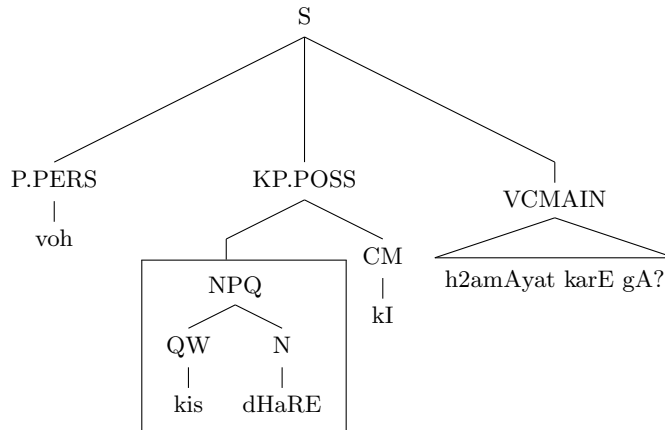 S
P.PERS KP.POSS VCMAIN
voh CM h2amAyat karE gA?
NPQ kI
QW N
kis dHaRE